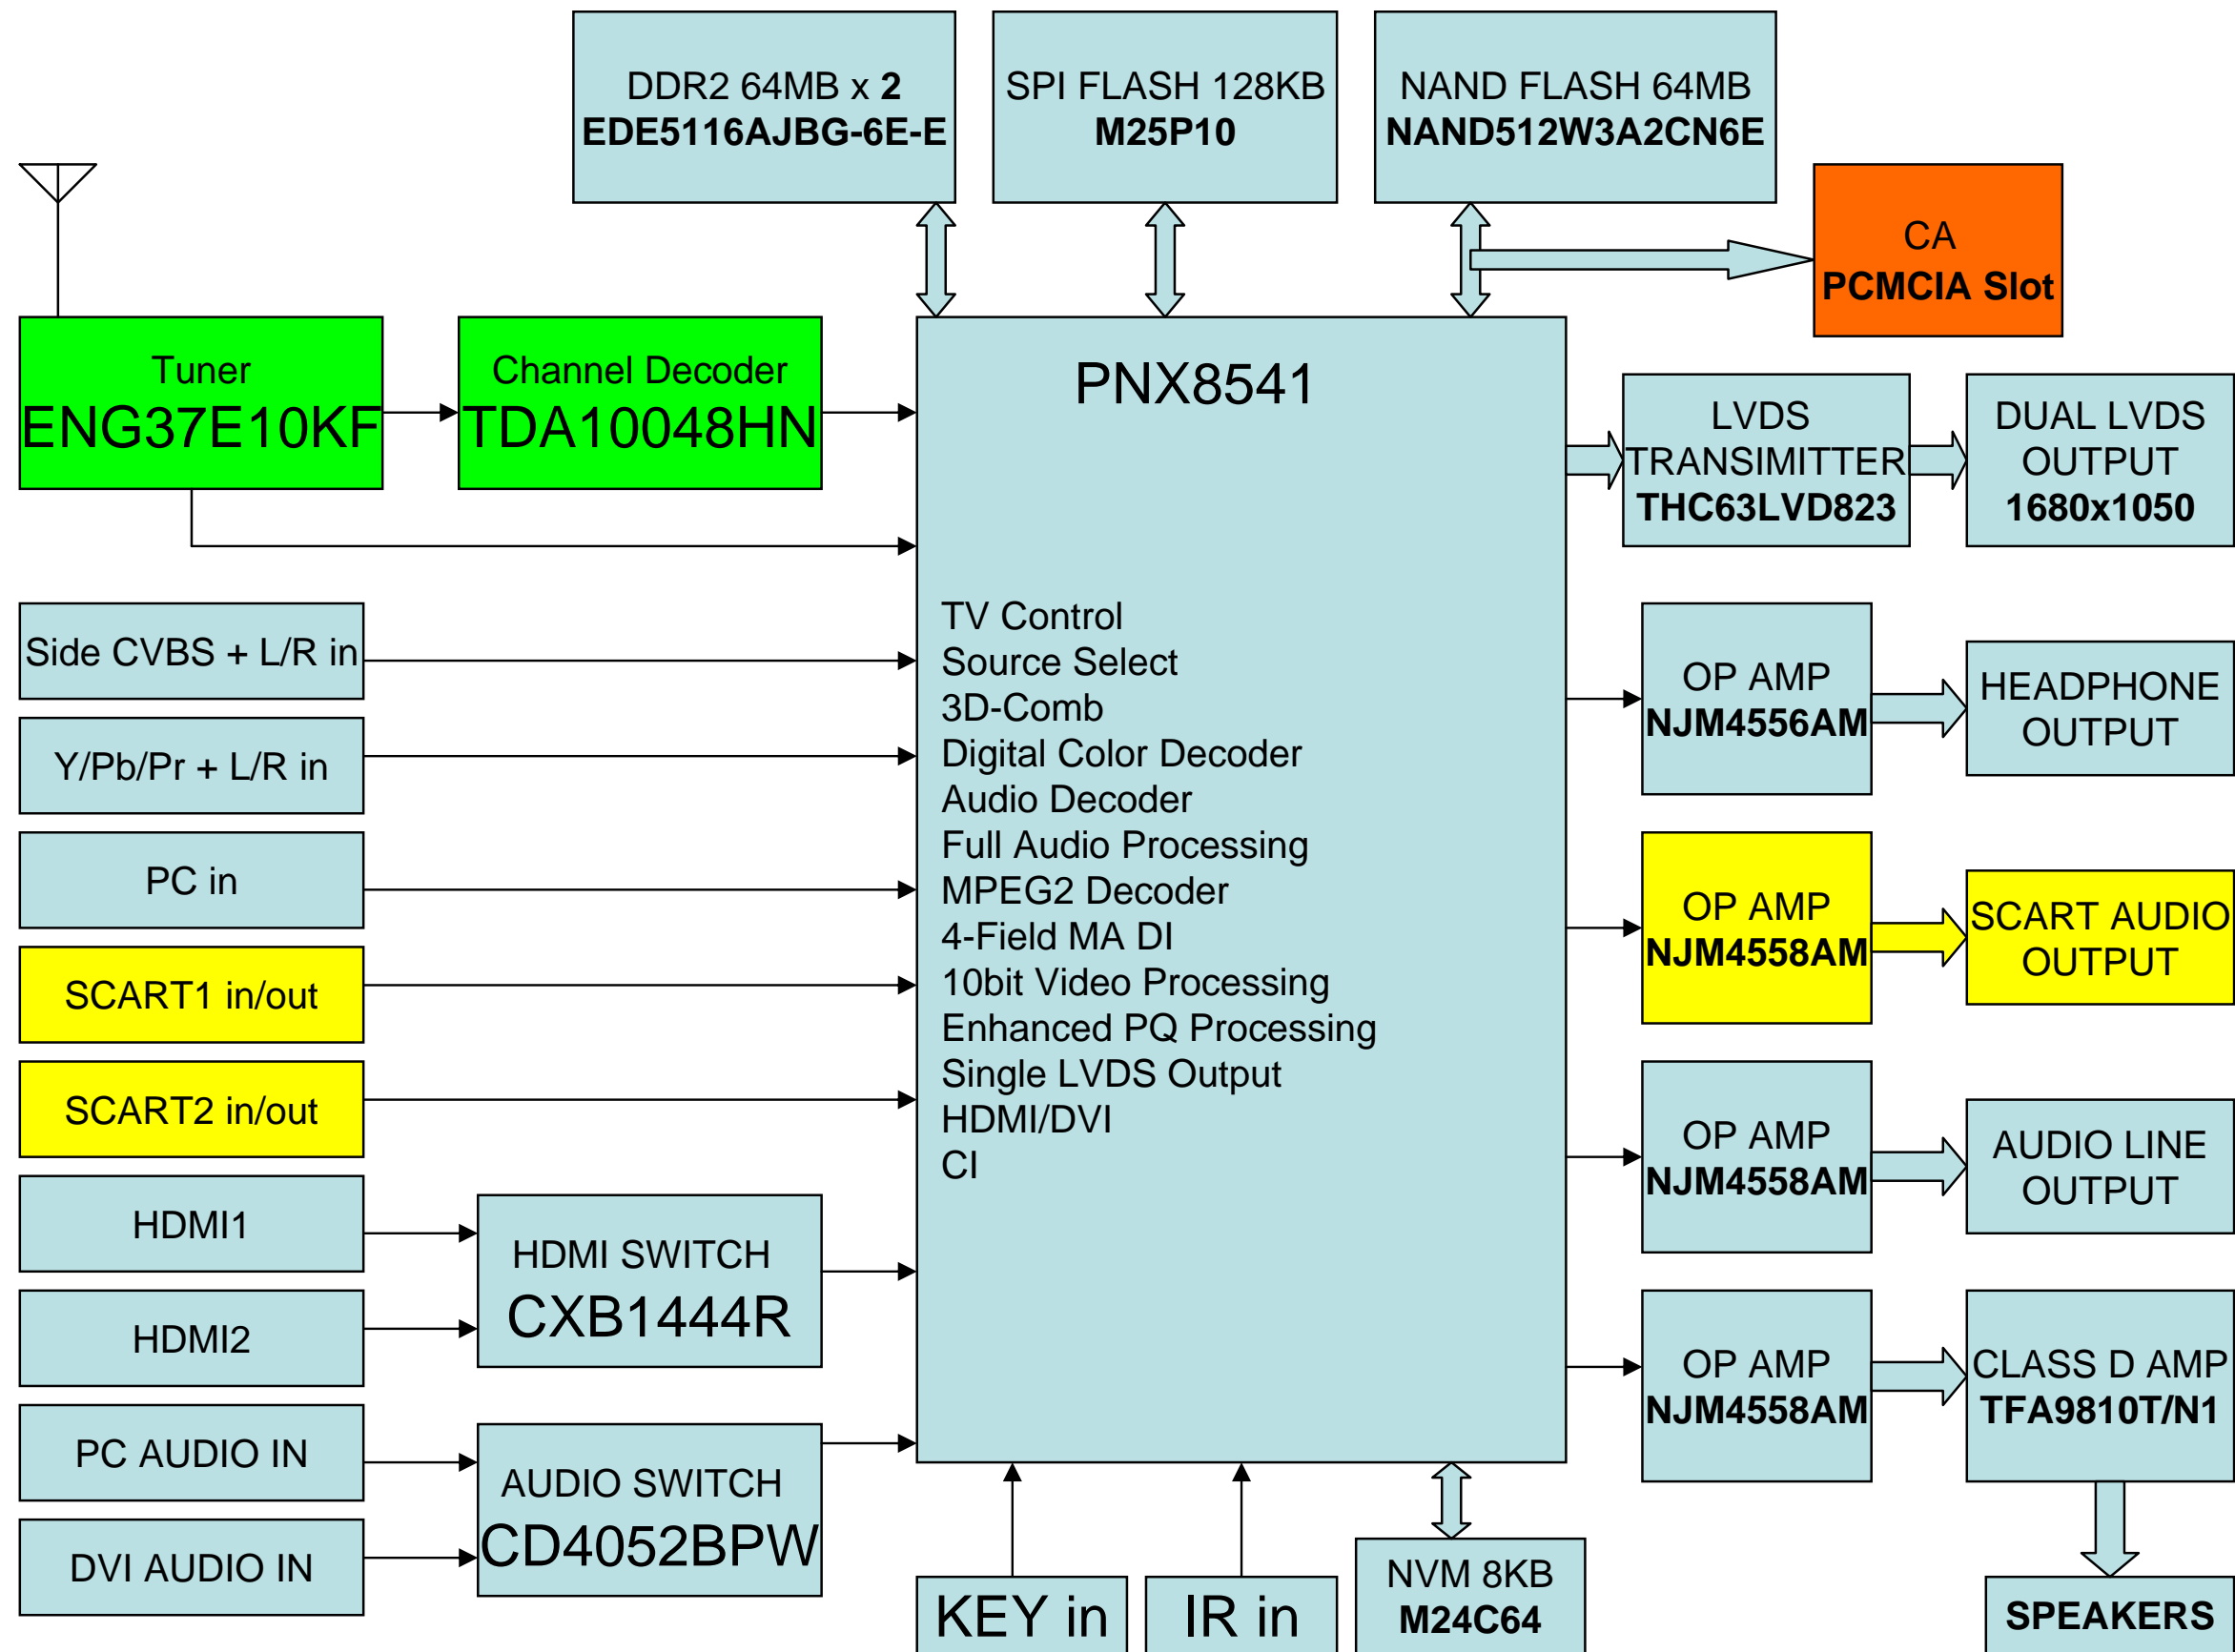 DDR2 64MB x 2
EDE5116AJBG-6E-E
SPI FLASH 128KB
M25P10
NAND FLASH 64MB
NAND512W3A2CN6E
CA
PCMCIA Slot
Tuner
ENG37E10KF
Channel Decoder
TDA10048HN
PNX8541
LVDS
TRANSIMITTER
THC63LVD823
DUAL LVDS
OUTPUT
1680x1050
Side CVBS + L/R in
Y/Pb/Pr + L/R in
PC in
SCART1 in/out
SCART2 in/out
HDMI1
HDMI2
PC AUDIO IN
DVI AUDIO IN
HDMI SWITCH
CXB1444R
AUDIO SWITCH
CD4052BPW
TV Control
Source Select
3D-Comb
Digital Color Decoder
Audio Decoder
Full Audio Processing
MPEG2 Decoder
4-Field MA DI
10bit Video Processing
Enhanced PQ Processing
Single LVDS Output
HDMI/DVI
CI
OP AMP
NJM4556AM
HEADPHONE
OUTPUT
OP AMP
NJM4558AM
SCART AUDIO
OUTPUT
OP AMP
NJM4558AM
AUDIO LINE
OUTPUT
OP AMP
NJM4558AM
CLASS D AMP
TFA9810T/N1
KEY in
IR in
NVM 8KB
M24C64
SPEAKERS